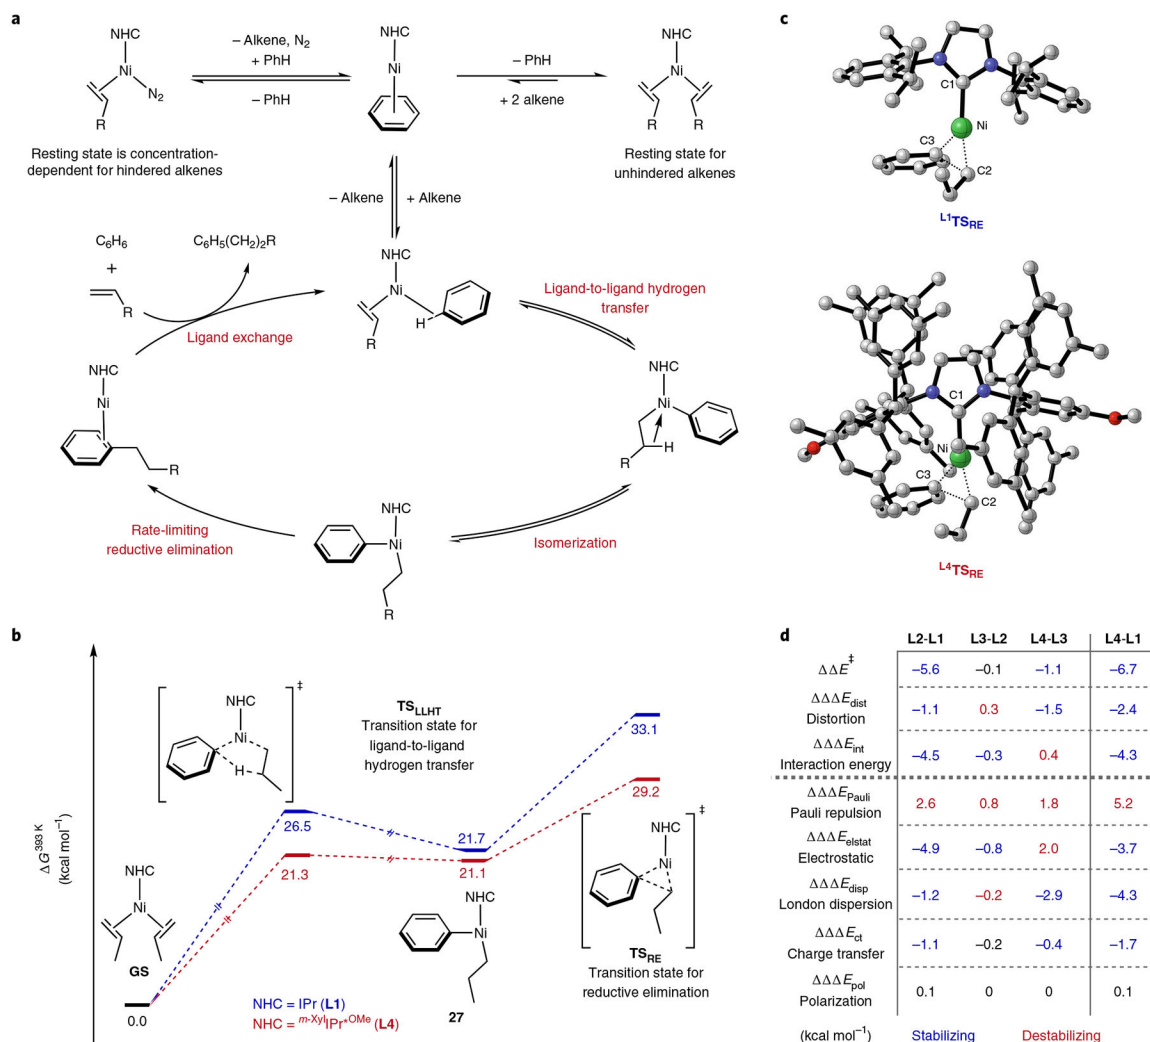 a
NHC
Ni
N2
R
Resting state is concentration-
dependent for hindered alkenes
– Alkene, N2
+ PhH
– PhH
NHC
Ni
– PhH
+ 2 alkene
NHC
Ni
R
R
Resting state for
unhindered alkenes
– Alkene
+ Alkene
C6H6
+
R
C6H5(CH2)2R
Ligand exchange
NHC
Ni
H
R
Ligand-to-ligand hydrogen
transfer
NHC
Ni
R
NHC
Ni
H
R
Rate-limiting
reductive elimination
NHC
Ni
R
Isomerization
c
C1
Ni
C3
C2
L1TSRE
C1
Ni
C3
C2
L4TSRE
b
ΔG393 K
(kcal mol−1)
NHC
Ni
H
‡
TSLLHT
Transition state for
ligand-to-ligand
hydrogen transfer
33.1
29.2
26.5
21.7
21.3
21.1
Ni
GS
0.0
NHC = IPr (L1)
NHC = m-XylIPr*OMe (L4)
NHC
Ni
27
NHC
Ni
‡
TSRE
Transition state for
reductive elimination
d
L2-L1 L3-L2 L4-L3 L4-L1
ΔΔE‡ –5.6 –0.1 –1.1 –6.7
ΔΔΔEdist –1.1 0.3 –1.5 –2.4
Distortion
ΔΔΔEint –4.5 –0.3 0.4 –4.3
Interaction energy
ΔΔΔEPauli 2.6 0.8 1.8 5.2
Pauli repulsion
ΔΔΔEelstat –4.9 –0.8 2.0 –3.7
Electrostatic
ΔΔΔEdisp –1.2 –0.2 –2.9 –4.3
London dispersion
ΔΔΔEct –1.1 –0.2 –0.4 –1.7
Charge transfer
ΔΔΔEpol 0.1 0 0 0.1
Polarization
(kcal mol−1) Stabilizing Destabilizing